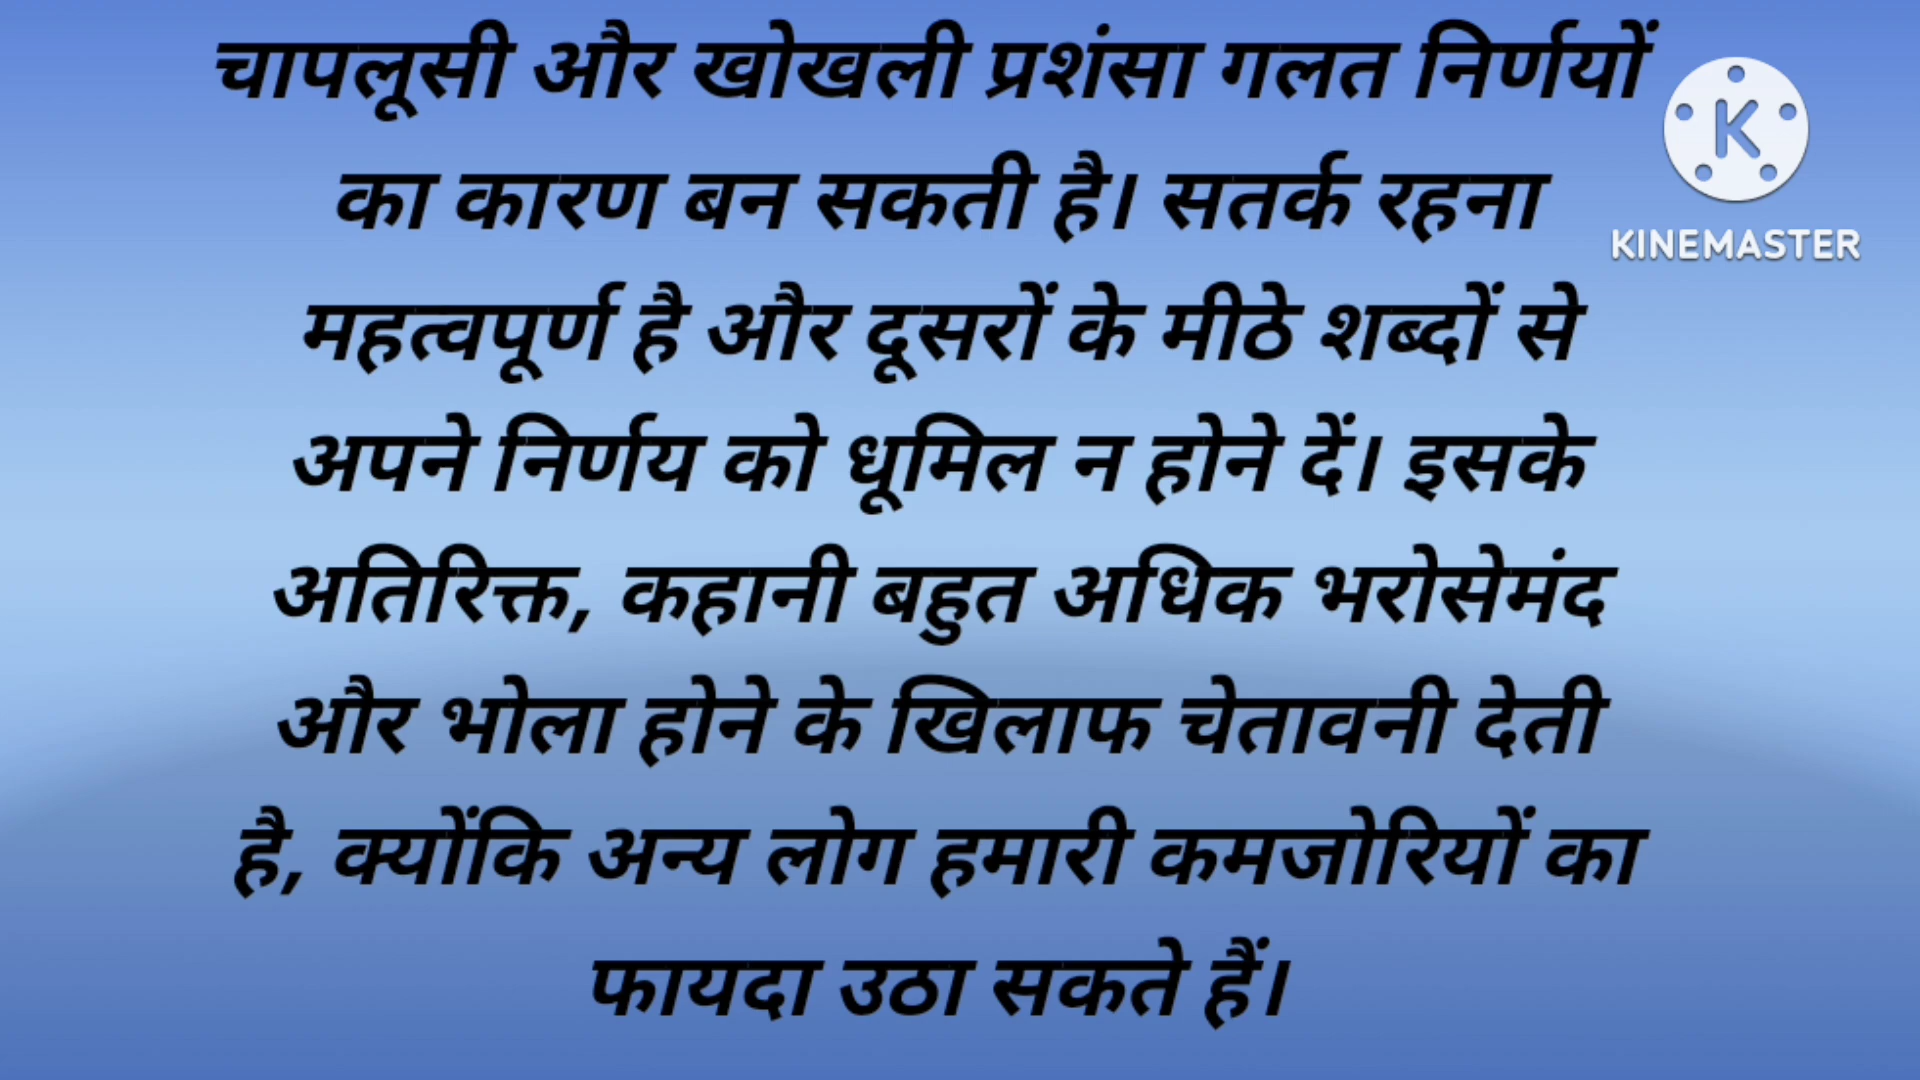 चापलूसी और खोखली प्रशंसा गलत निर्णयों
का कारण बन सकती है। सतर्क रहना
महत्वपूर्ण है और दूसरों के मीठे शब्दों से
अपने निर्णय को धूमिल न होने दें। इसके
अतिरिक्त, कहानी बहुत अधिक भरोसेमंद
और भोला होने के खिलाफ चेतावनी देती
है, क्योंकि अन्य लोग हमारी कमजोरियों का
फायदा उठा सकते हैं।
K
KINEMASTER